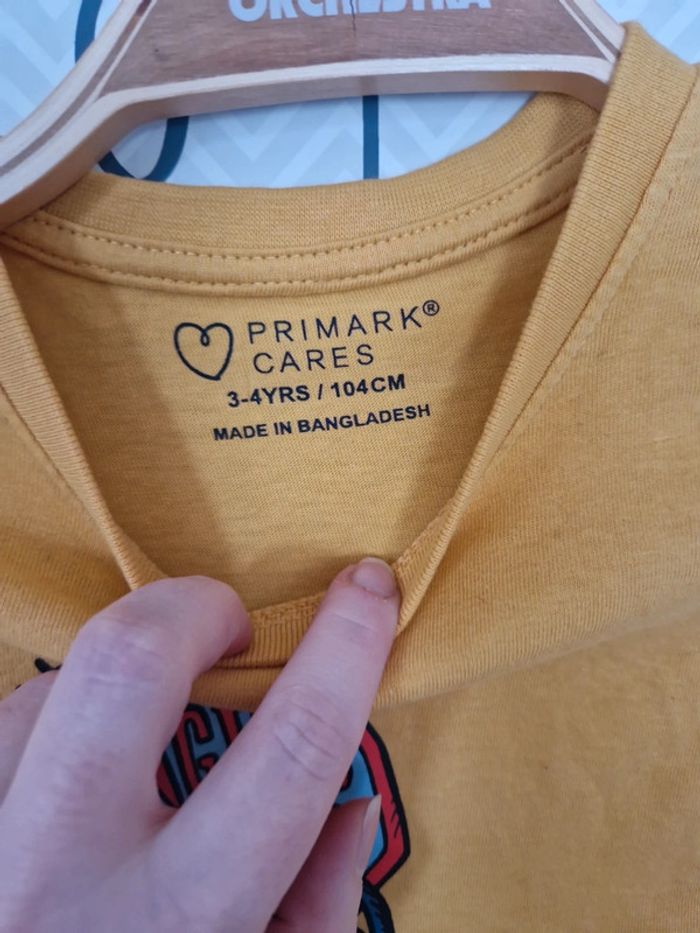 ORCHESTRA
PRIMARK®
CARES
3-4YRS / 104CM
MADE IN BANGLADESH